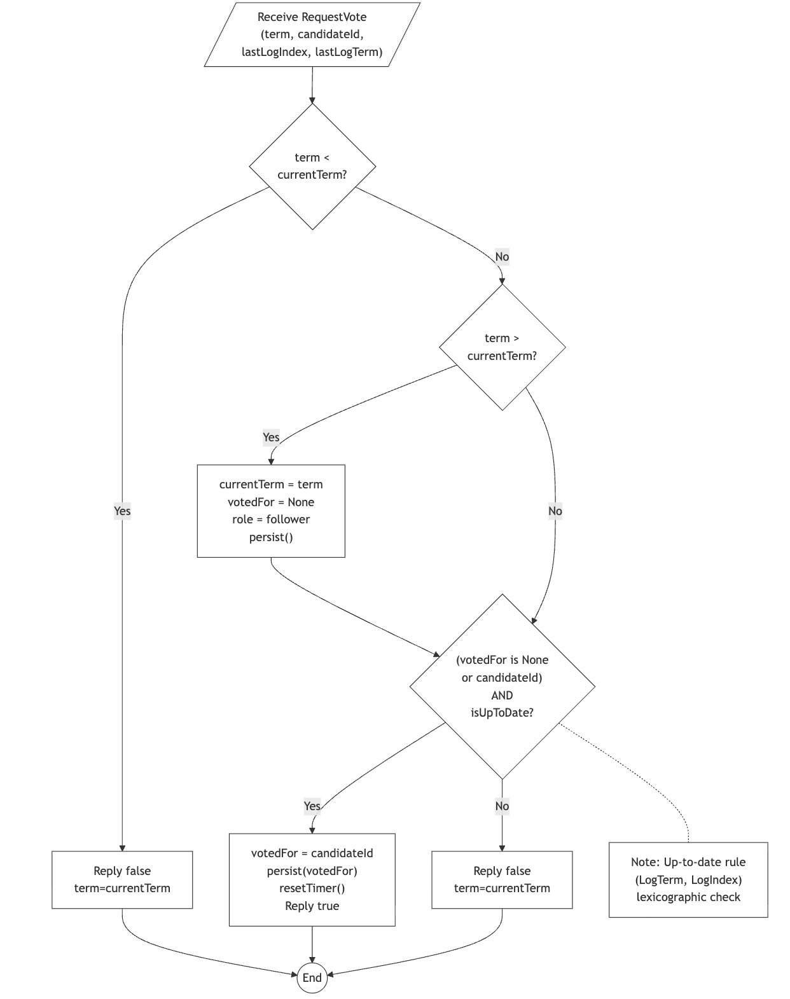 Receive RequestVote
(term, candidateId,
lastLogIndex, lastLogTerm)
term <
currentTerm?
No
term >
currentTerm?
Yes
currentTerm = term
votedFor = None
role = follower
persist()
Yes
No
(votedFor is None
or candidateId)
AND
isUpToDate?
Yes
No
Reply false
term=currentTerm
votedFor = candidateId
persist(votedFor)
resetTimer()
Reply true
Reply false
term=currentTerm
Note: Up-to-date rule
(LogTerm, LogIndex)
lexicographic check
End